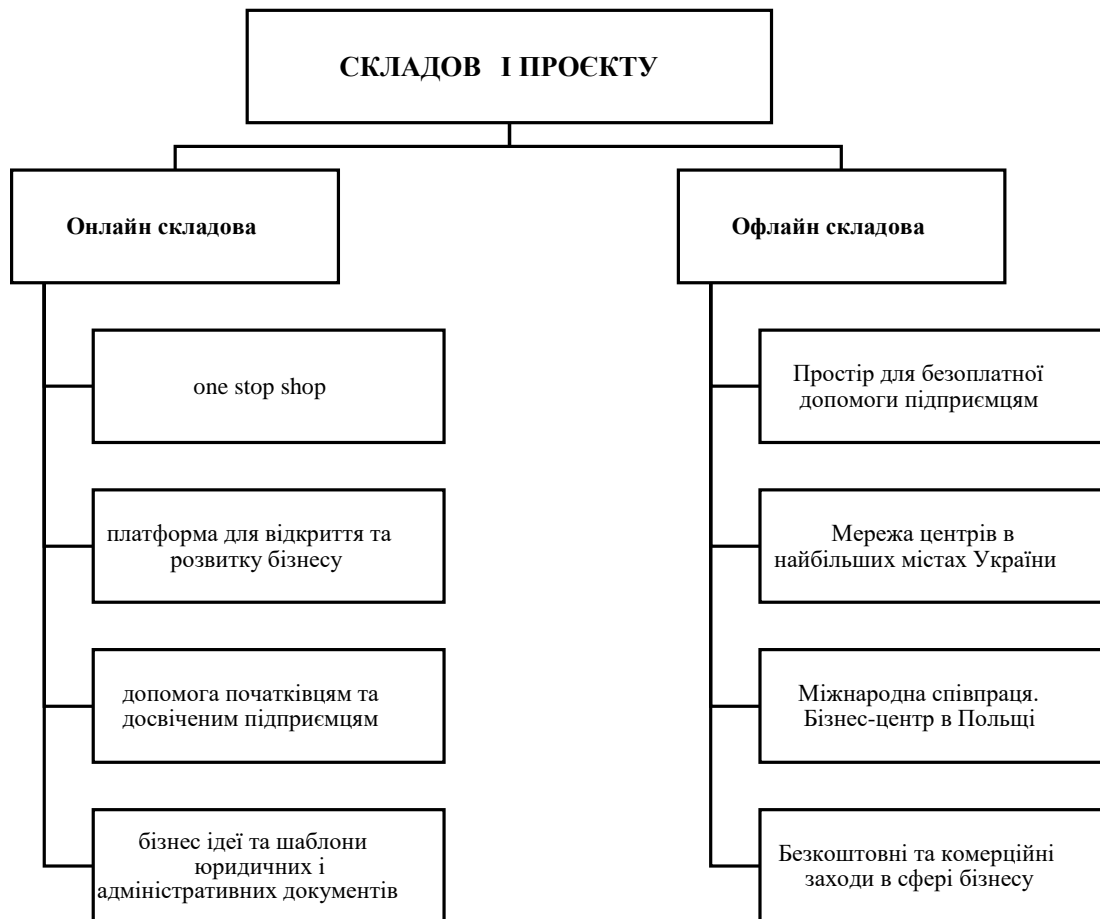 СКЛАДОВ І ПРОЄКТУ
Онлайн складова
one stop shop
платформа для відкриття та
розвитку бізнесу
допомога початківцям та
досвіченим підприємцям
бізнес ідеї та шаблони
юридичних і
адміністративних документів
Офлайн складова
Простір для безоплатної
допомоги підприємцям
Мережа центрів в
найбільших містах України
Міжнародна співпраця.
Бізнес-центр в Польщі
Безкоштовні та комерційні
заходи в сфері бізнесу